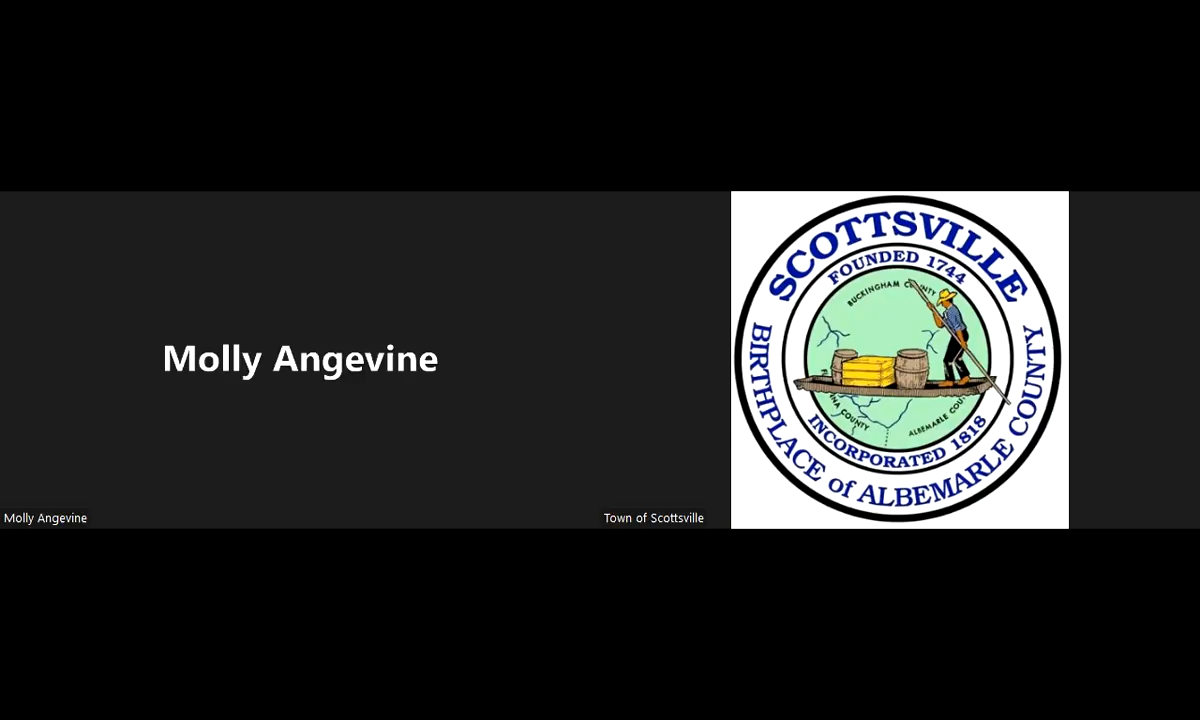 Molly Angevine
Molly Angevine
Town of Scottsville
SCOTTSVILLE
FOUNDED 1744
BUCKINGHAM COUNTY
COUNTY
ALBEMARLE
INCORPORATED 1818
BIRTHPLACE of ALBEMARLE COUNTY